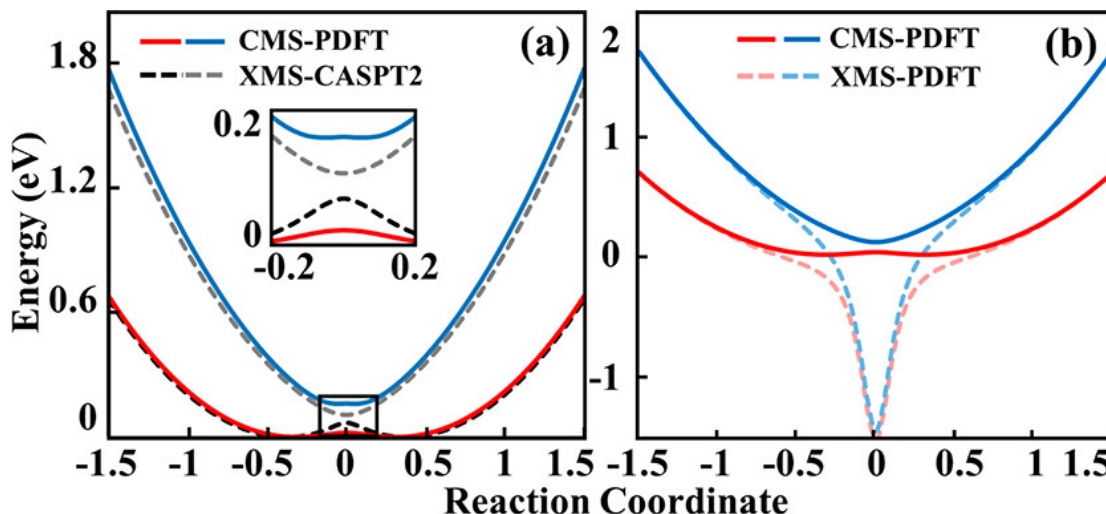 (a)
CMS-PDFT
XMS-CASPT2
1.8
1.2
0.6
0
0.2
0
-0.2 0.2
-1.5 -1 -0.5 0 0.5 1 1.5
Energy (eV)
(b)
CMS-PDFT
XMS-PDFT
2
1
0
-1
-1.5 -1 -0.5 0 0.5 1 1.5
Reaction Coordinate